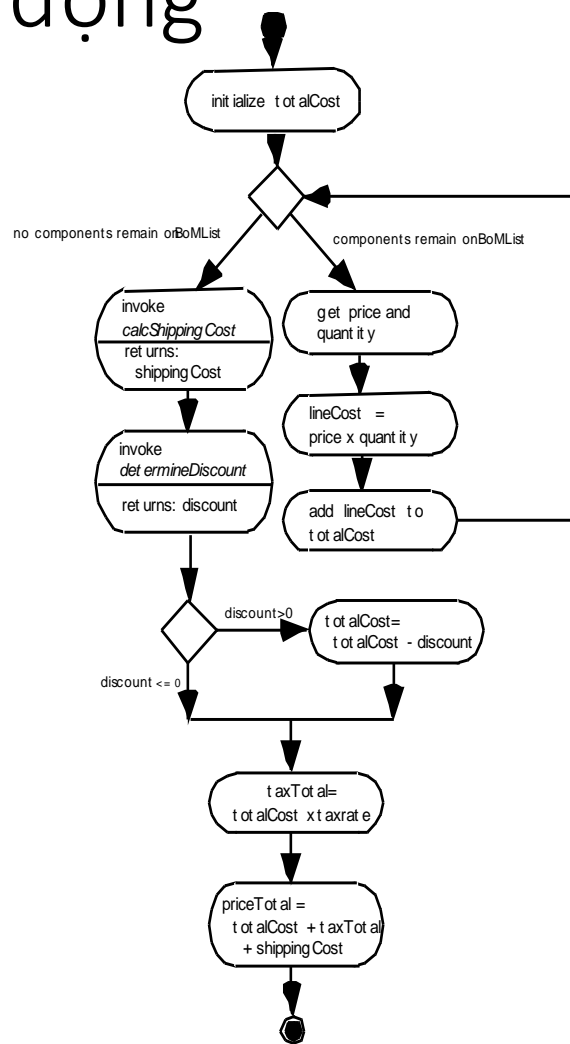 động
initialize totalCost
no components remain onBoMList
components remain onBoMList
invoke
calcShippingCost
returns:
shippingCost
get price and
quantity
lineCost =
price x quantity
invoke
determineDiscount
returns: discount
add lineCost to
totalCost
discount>0
totalCost=
totalCost - discount
discount <= 0
taxTotal=
totalCost x taxrate
priceTotal =
totalCost + taxTotal
+ shippingCost